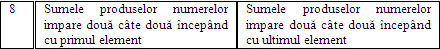 8
Sumele produselor numerelor
impare două câte două începând
cu primul element
Sumele produselor numerelor
impare două câte două începând
cu ultimul element